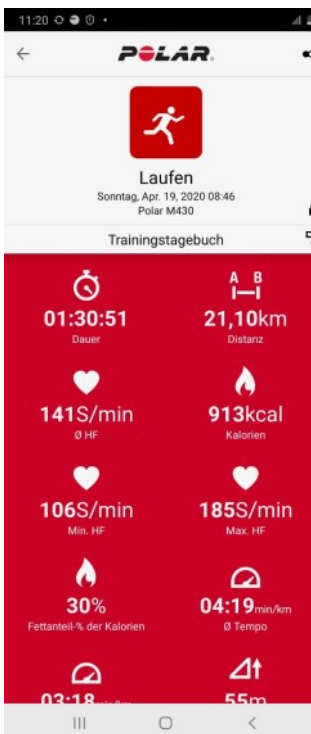 11:20
POLAR.
Laufen
Sonntag, Apr. 19, 2020 08:46
Polar M430
Trainingstagebuch
A B
01:30:51 21,10km
Dauer Distanz
141S/min 913kcal
Ø HF Kalorien
106S/min 185S/min
Min. HF Max. HF
30% 04:19min/km
Fettanteil-% der Kalorien Ø Tempo
03:18 55m